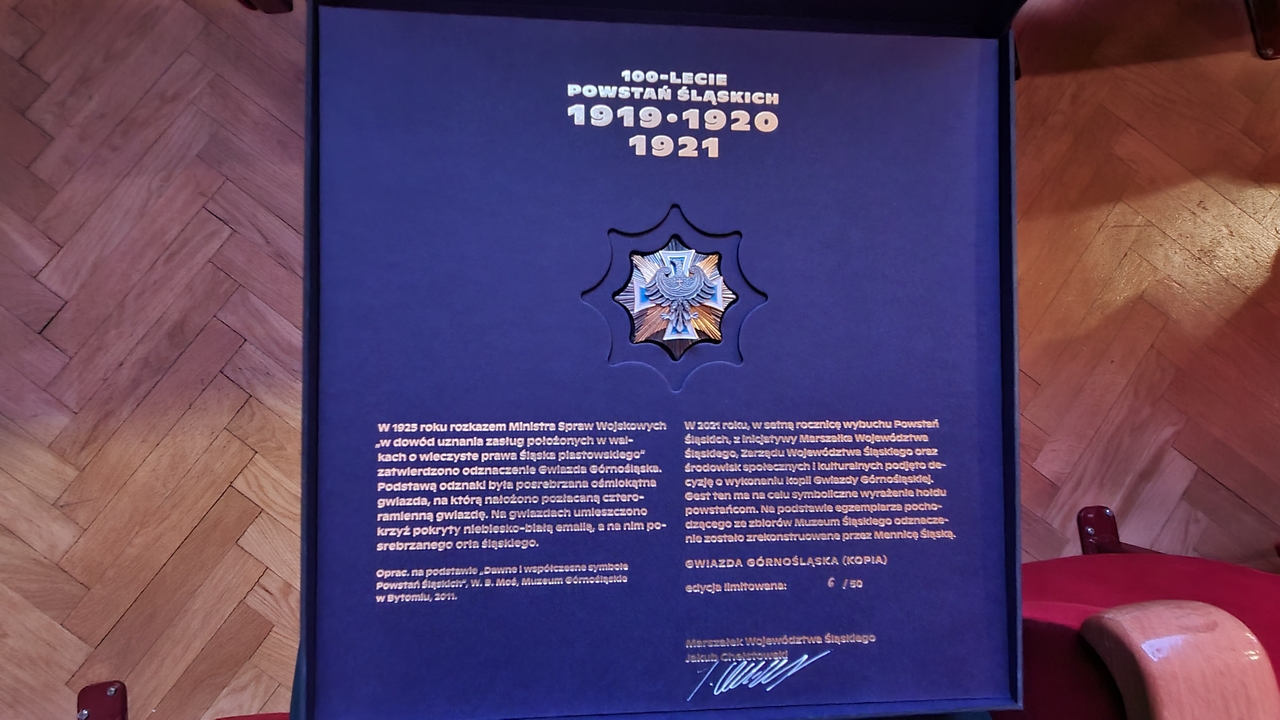 100-LECIE
POWSTAŃ ŚLĄSKICH
1919•1920
1921
W 1925 roku rozkazem Ministra Spraw Wojskowych
„w dowód uznania zasług położonych w wal-
kach o wieczyste prawa Śląska piastowskiego"
zatwierdzono odznaczenie Gwiazda Górnośląska.
Podstawą odznaki była posrebrzana ośmiokątna
gwiazda, na którą nałożono pozłacaną cztero-
ramienną gwiazdę. Na gwiazdach umieszczono
krzyż pokryty niebiesko-białą emalią, a na nim po-
srebrzanego orła śląskiego.
Oprac. na podstawie „Dawne i współczesne symbole
Powstań Śląskich", W. B. Moś, Muzeum Górnośląskie
w Bytomiu, 2011.
W 2021 roku, w setną rocznicę wybuchu Powstań
Śląskich, z inicjatywy Marszałka Województwa
Śląskiego, Zarządu Województwa Śląskiego oraz
środowisk społecznych i kulturalnych podjęto de-
cyzję o wykonaniu kopii Gwiazdy Górnośląskiej.
Gest ten ma na celu symboliczne wyrażenie hołdu
powstańcom. Na podstawie egzemplarza pocho-
dzącego ze zbiorów Muzeum Śląskiego odznacze-
nie zostało zrekonstruowane przez Mennicę Śląską.
GWIAZDA GÓRNOŚLĄSKA (KOPIA)
edycja limitowana: 6 / 50
Marszałek Województwa Śląskiego
Jakub Chełstowski